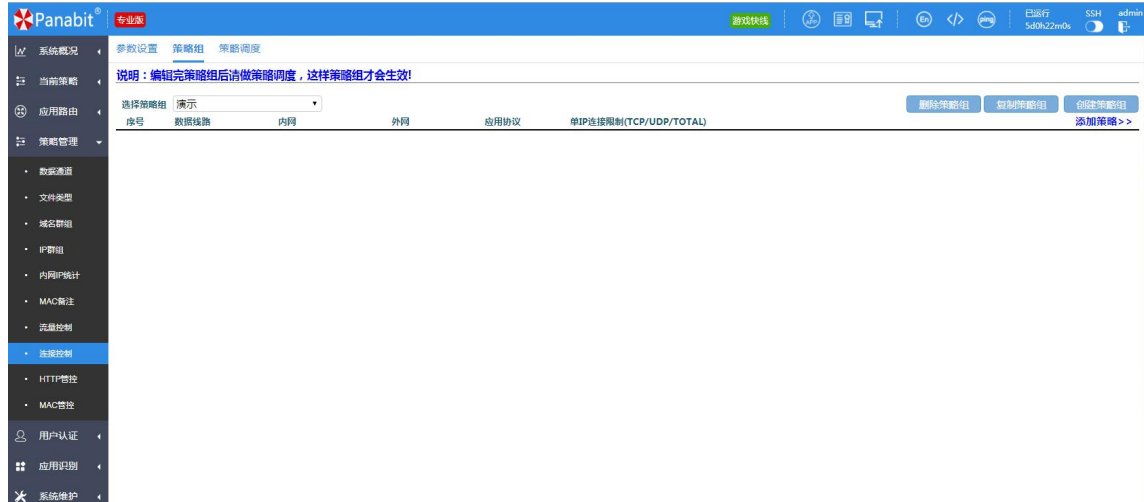 Panabit® 专业版 游戏快线 En </> ping 已运行 SSH admin
5d0h22m0s
系统概况
当前策略
应用路由
策略管理
数据通道
文件类型
域名群组
IP群组
内网IP统计
MAC备注
流量控制
连接控制
HTTP管控
MAC管控
用户认证
应用识别
系统维护
参数设置 策略组 策略调度
说明：编辑完策略组后请做策略调度，这样策略组才会生效!
选择策略组 演示 删除策略组 复制策略组 创建策略组
序号 数据线路 内网 外网 应用协议 单IP连接限制(TCP/UDP/TOTAL) 添加策略>>